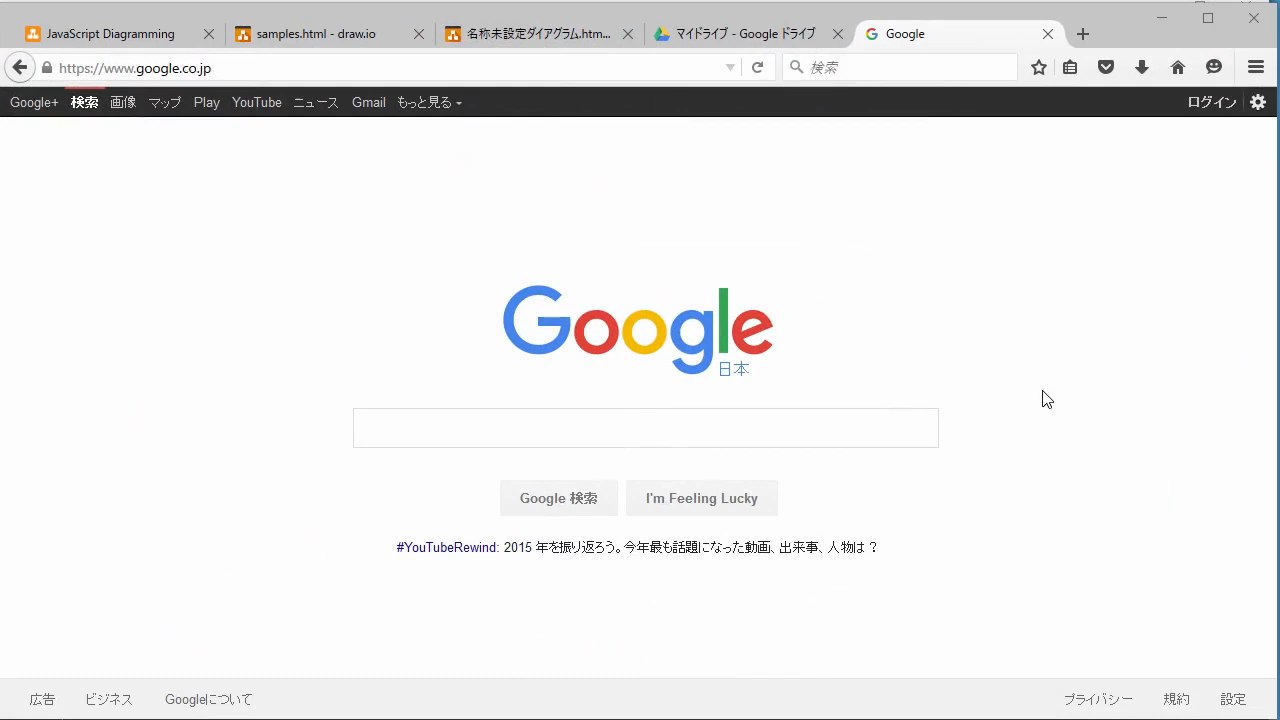 JavaScript Diagramming
samples.html - draw.io
名称未設定ダイアグラム.htm...
マイドライブ - Google ドライブ
Google
https://www.google.co.jp
検索
Google+ 検索 画像 マップ Play YouTube ニュース Gmail もっと見る
ログイン
Google
日本
Google 検索
I'm Feeling Lucky
#YouTubeRewind: 2015 年を振り返ろう。今年最も話題になった動画、出来事、人物は？
広告 ビジネス Googleについて
プライバシー 規約 設定